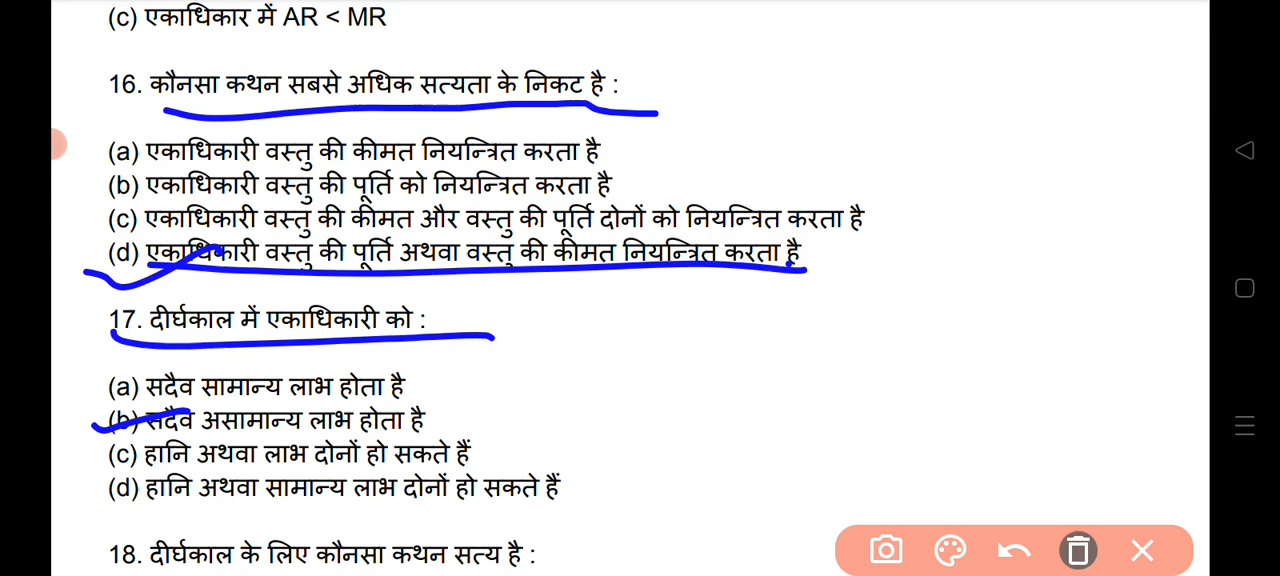 (c) एकाधिकार में AR < MR
16. कौनसा कथन सबसे अधिक सत्यता के निकट है :
(a) एकाधिकारी वस्तु की कीमत नियन्त्रित करता है
(b) एकाधिकारी वस्तु की पूर्ति को नियन्त्रित करता है
(c) एकाधिकारी वस्तु की कीमत और वस्तु की पूर्ति दोनों को नियन्त्रित करता है
(d) एकाधिकारी वस्तु की पूर्ति अथवा वस्तु की कीमत नियन्त्रित करता है
17. दीर्घकाल में एकाधिकारी को :
(a) सदैव सामान्य लाभ होता है
(b) सदैव असामान्य लाभ होता है
(c) हानि अथवा लाभ दोनों हो सकते हैं
(d) हानि अथवा सामान्य लाभ दोनों हो सकते हैं
18. दीर्घकाल के लिए कौनसा कथन सत्य है :